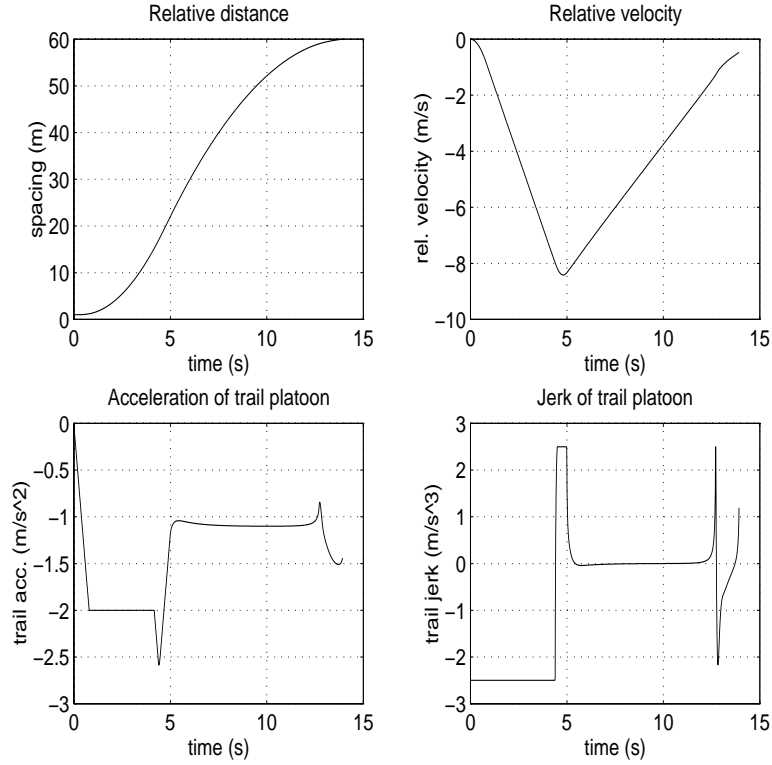 Relative distance
60
50
40
30
20
10
0
spacing (m)
0 5 10 15
time (s)
Relative velocity
0
−2
−4
−6
−8
−10
rel. velocity (m/s)
0 5 10 15
time (s)
Acceleration of trail platoon
0
−0.5
−1
−1.5
−2
−2.5
−3
trail acc. (m/s^2)
0 5 10 15
time (s)
Jerk of trail platoon
3
2
1
0
−1
−2
−3
trail jerk (m/s^3)
0 5 10 15
time (s)